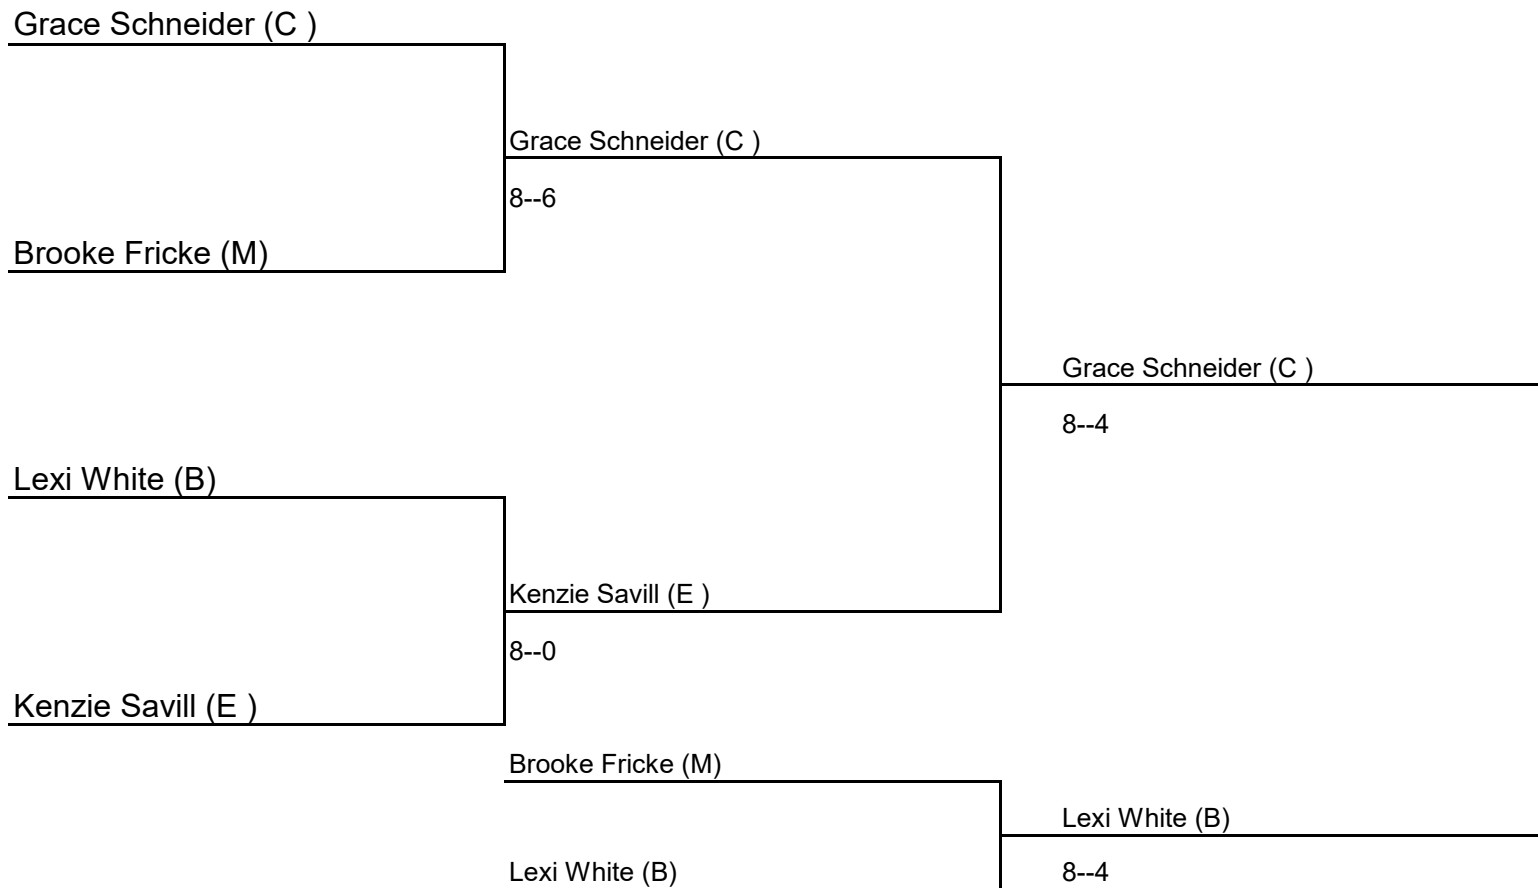 Grace Schneider (C )
Grace Schneider (C )
8--6
Brooke Fricke (M)
Grace Schneider (C )
8--4
Lexi White (B)
Kenzie Savill (E )
8--0
Kenzie Savill (E )
Brooke Fricke (M)
Lexi White (B)
Lexi White (B)
8--4